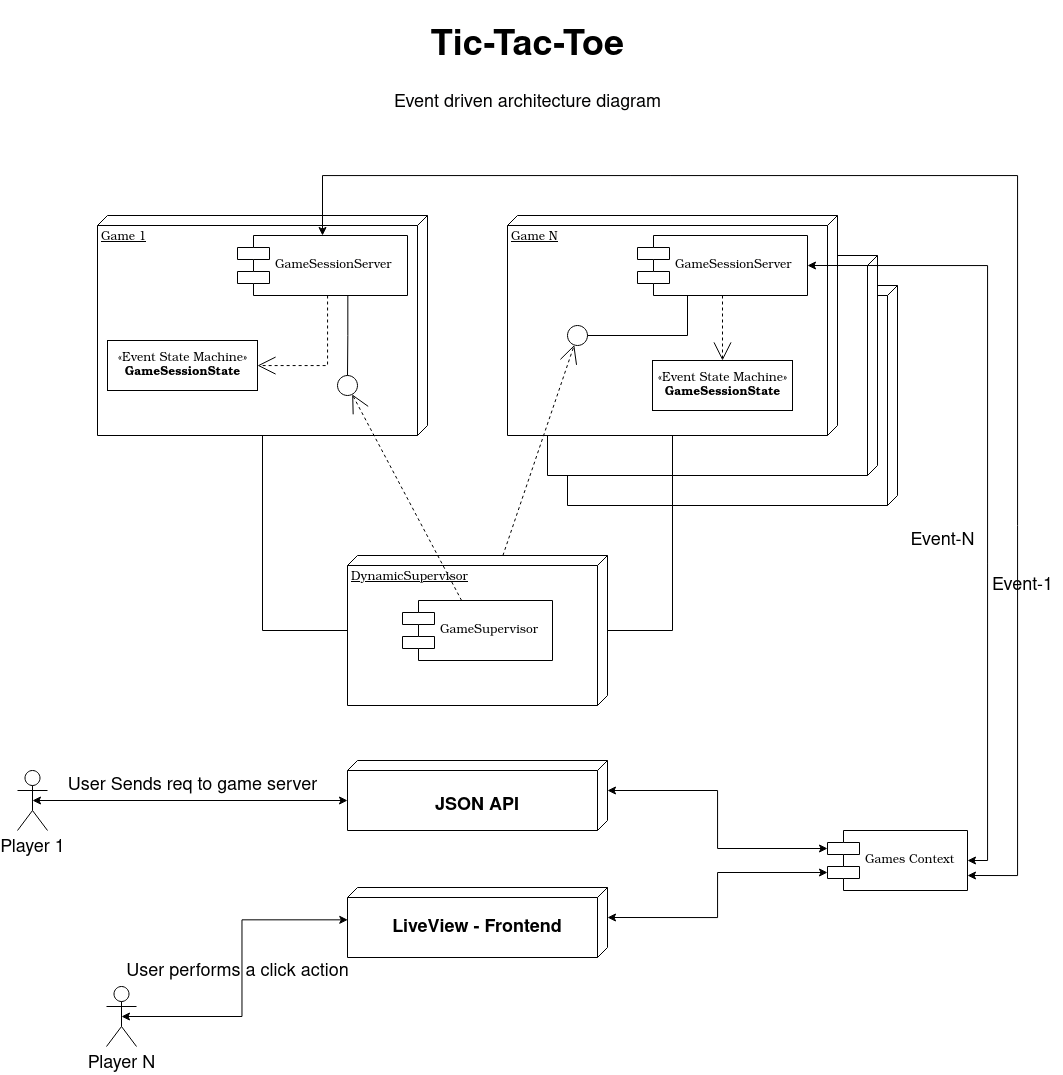 Tic-Tac-Toe
Event driven architecture diagram
Game 1
GameSessionServer
«Event State Machine»
GameSessionState
Game N
GameSessionServer
«Event State Machine»
GameSessionState
Event-N
Event-1
DynamicSupervisor
GameSupervisor
User Sends req to game server
Player 1
JSON API
Games Context
LiveView - Frontend
User performs a click action
Player N